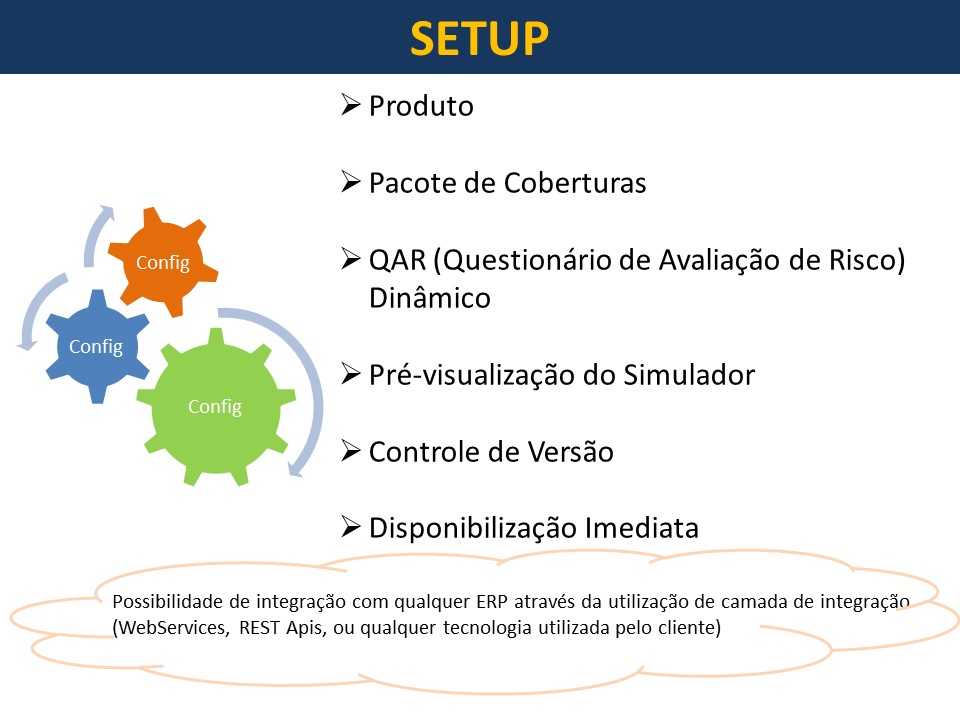 SETUP
Produto
Pacote de Coberturas
QAR (Questionário de Avaliação de Risco)
Dinâmico
Pré-visualização do Simulador
Controle de Versão
Disponibilização Imediata
Config
Config
Config
Possibilidade de integração com qualquer ERP através da utilização de camada de integração
(WebServices, REST Apis, ou qualquer tecnologia utilizada pelo cliente)